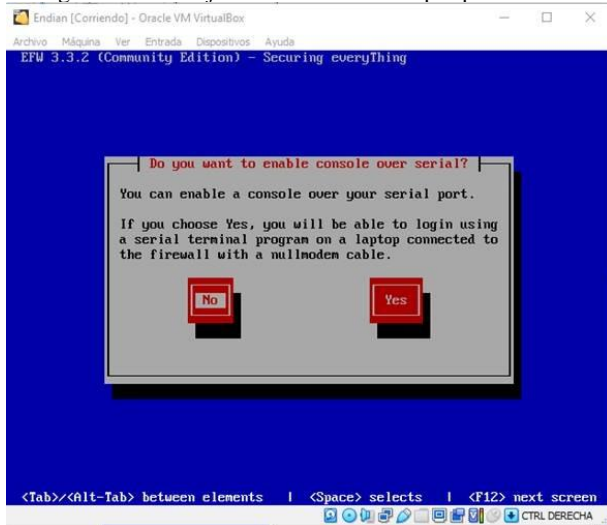 Endian [Corriendo] - Oracle VM VirtualBox
Archivo Máquina Ver Entrada Dispositivos Ayuda
EFW 3.3.2 (Community Edition) - Securing everyThing
Do you want to enable console over serial?
You can enable a console over your serial port.
If you choose Yes, you will be able to login using
a serial terminal program on a laptop connected to
the firewall with a nullmodem cable.
No Yes
<Tab>/<Alt-Tab> between elements | <Space> selects | <F12> next screen
CTRL DERECHA